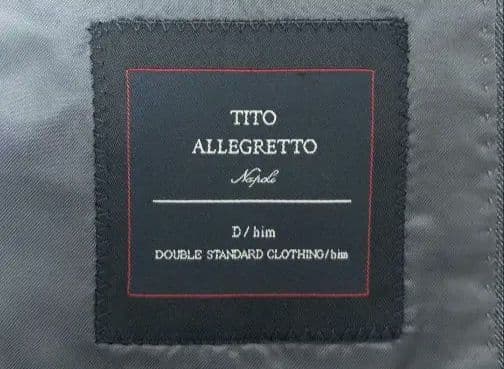 TITO
ALLEGRETTO
Napoli
D/him
DOUBLE STANDARD CLOTHING/him